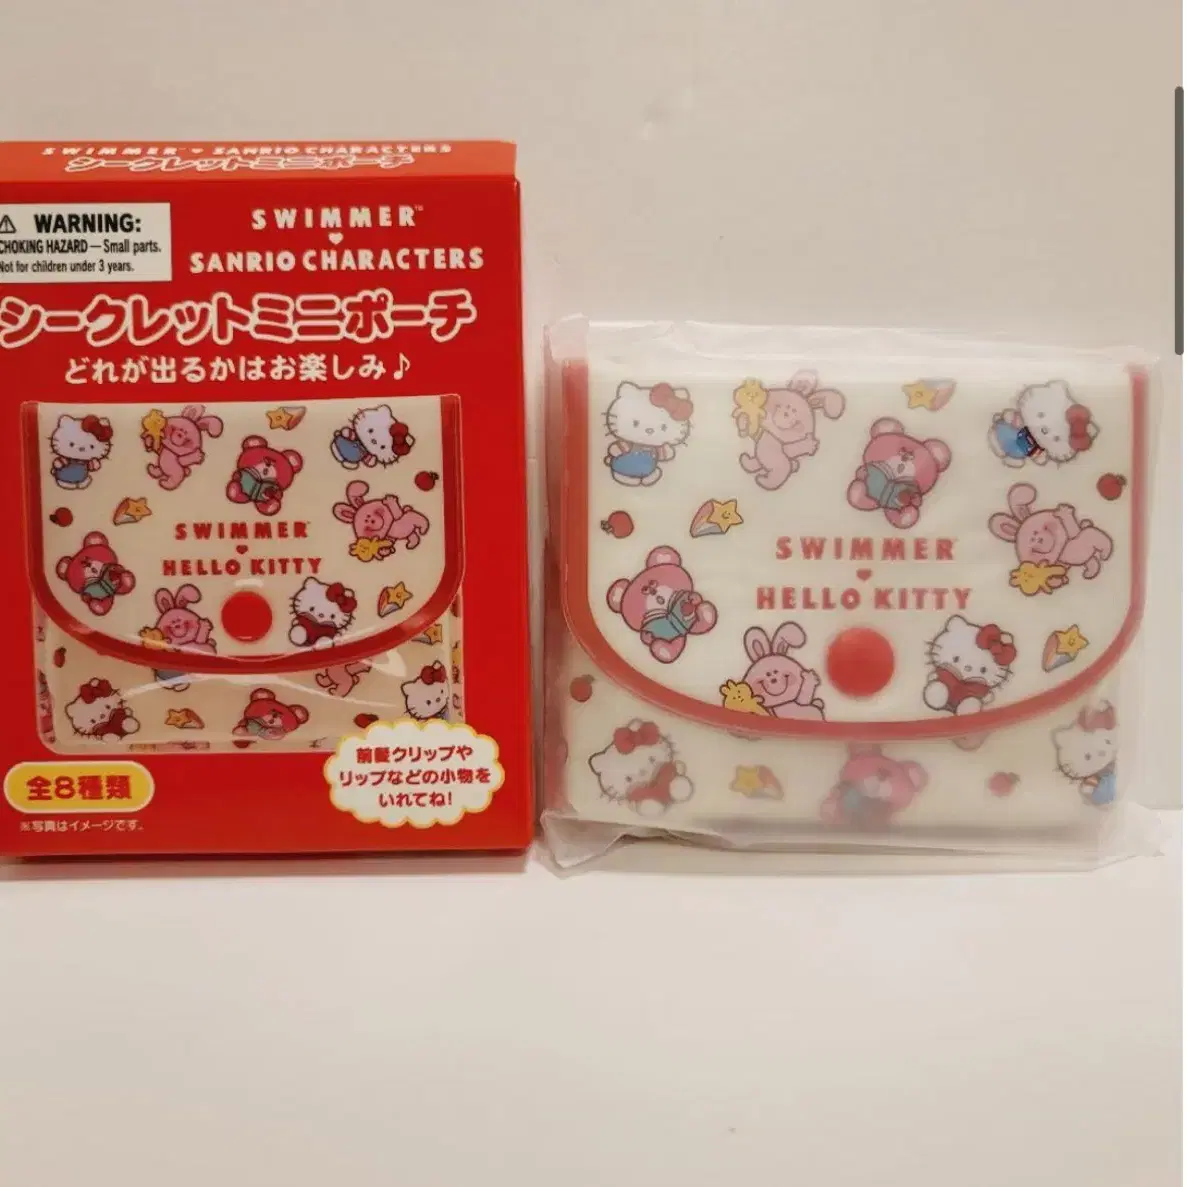 SWIMMER™ ♥ SANRIO CHARACTERS
シークレットミニポーチ
⚠ WARNING:
CHOKING HAZARD — Small parts.
Not for children under 3 years.
SWIMMER™
♥
SANRIO CHARACTERS
シークレットミニポーチ
どれが出るかはお楽しみ♪
SWIMMER™
♥
HELLO KITTY
全8種類
※写真はイメージです。
前髪クリップや
リップなどの小物を
いれてね!
SWIMMER™
♥
HELLO KITTY